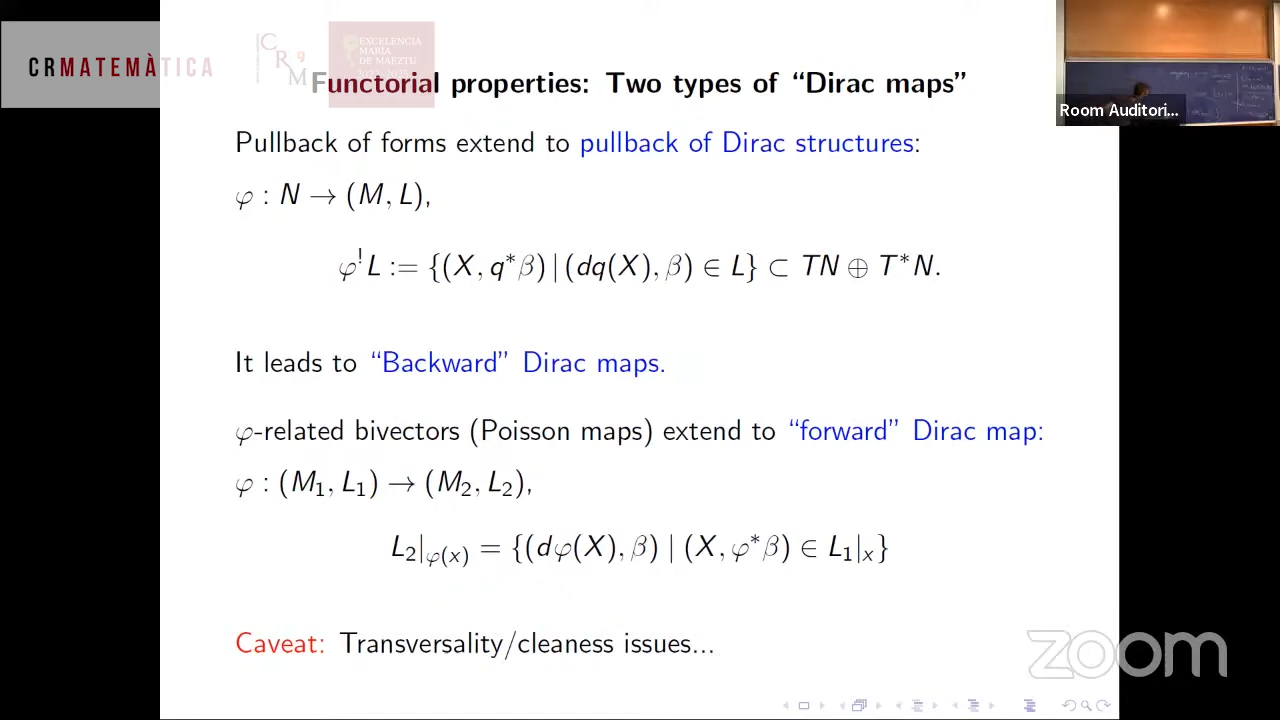 CRMATEMÀTICA
CRM
EXCELENCIA
MARÍA
DE MAEZTU
Functorial properties: Two types of “Dirac maps”
Room Auditori...
Pullback of forms extend to pullback of Dirac structures:
φ : N → (M, L),
φ^! L := {(X, q*β) | (dq(X), β) ∈ L} ⊂ TN ⊕ T*N.
It leads to “Backward” Dirac maps.
φ-related bivectors (Poisson maps) extend to “forward” Dirac map:
φ : (M₁, L₁) → (M₂, L₂),
L₂|φ(x) = {(dφ(X), β) | (X, φ*β) ∈ L₁|x}
Caveat: Transversality/cleaness issues...
zoom